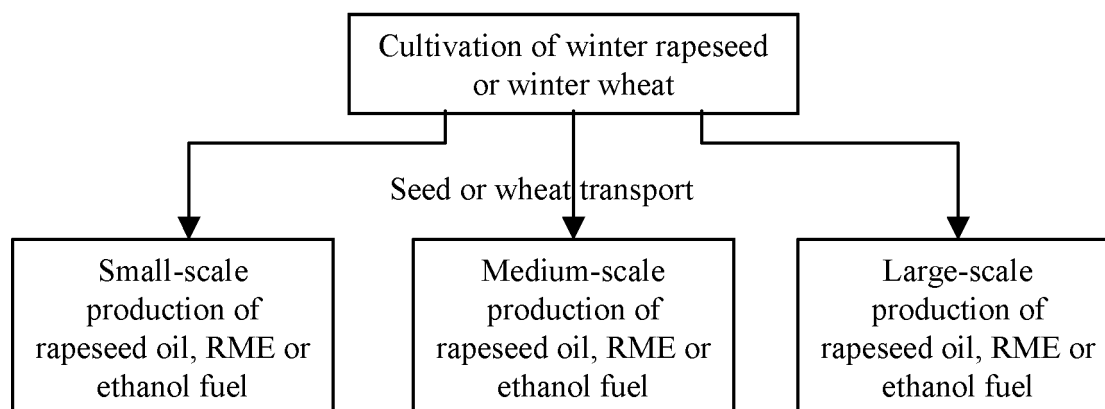 Cultivation of winter rapeseed
or winter wheat
Seed or wheat transport
Small-scale
production of
rapeseed oil, RME or
ethanol fuel
Medium-scale
production of
rapeseed oil, RME or
ethanol fuel
Large-scale
production of
rapeseed oil, RME or
ethanol fuel